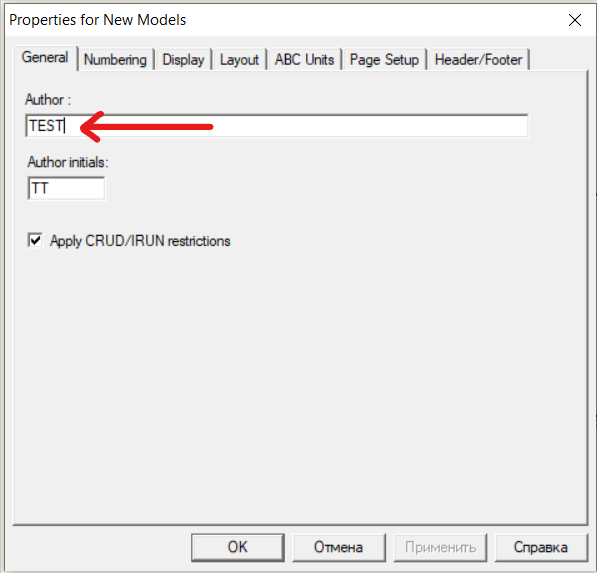 Properties for New Models
General Numbering Display Layout ABC Units Page Setup Header/Footer
Author :
TEST
Author initials:
TT
Apply CRUD/IRUN restrictions
OK Отмена Применить Справка